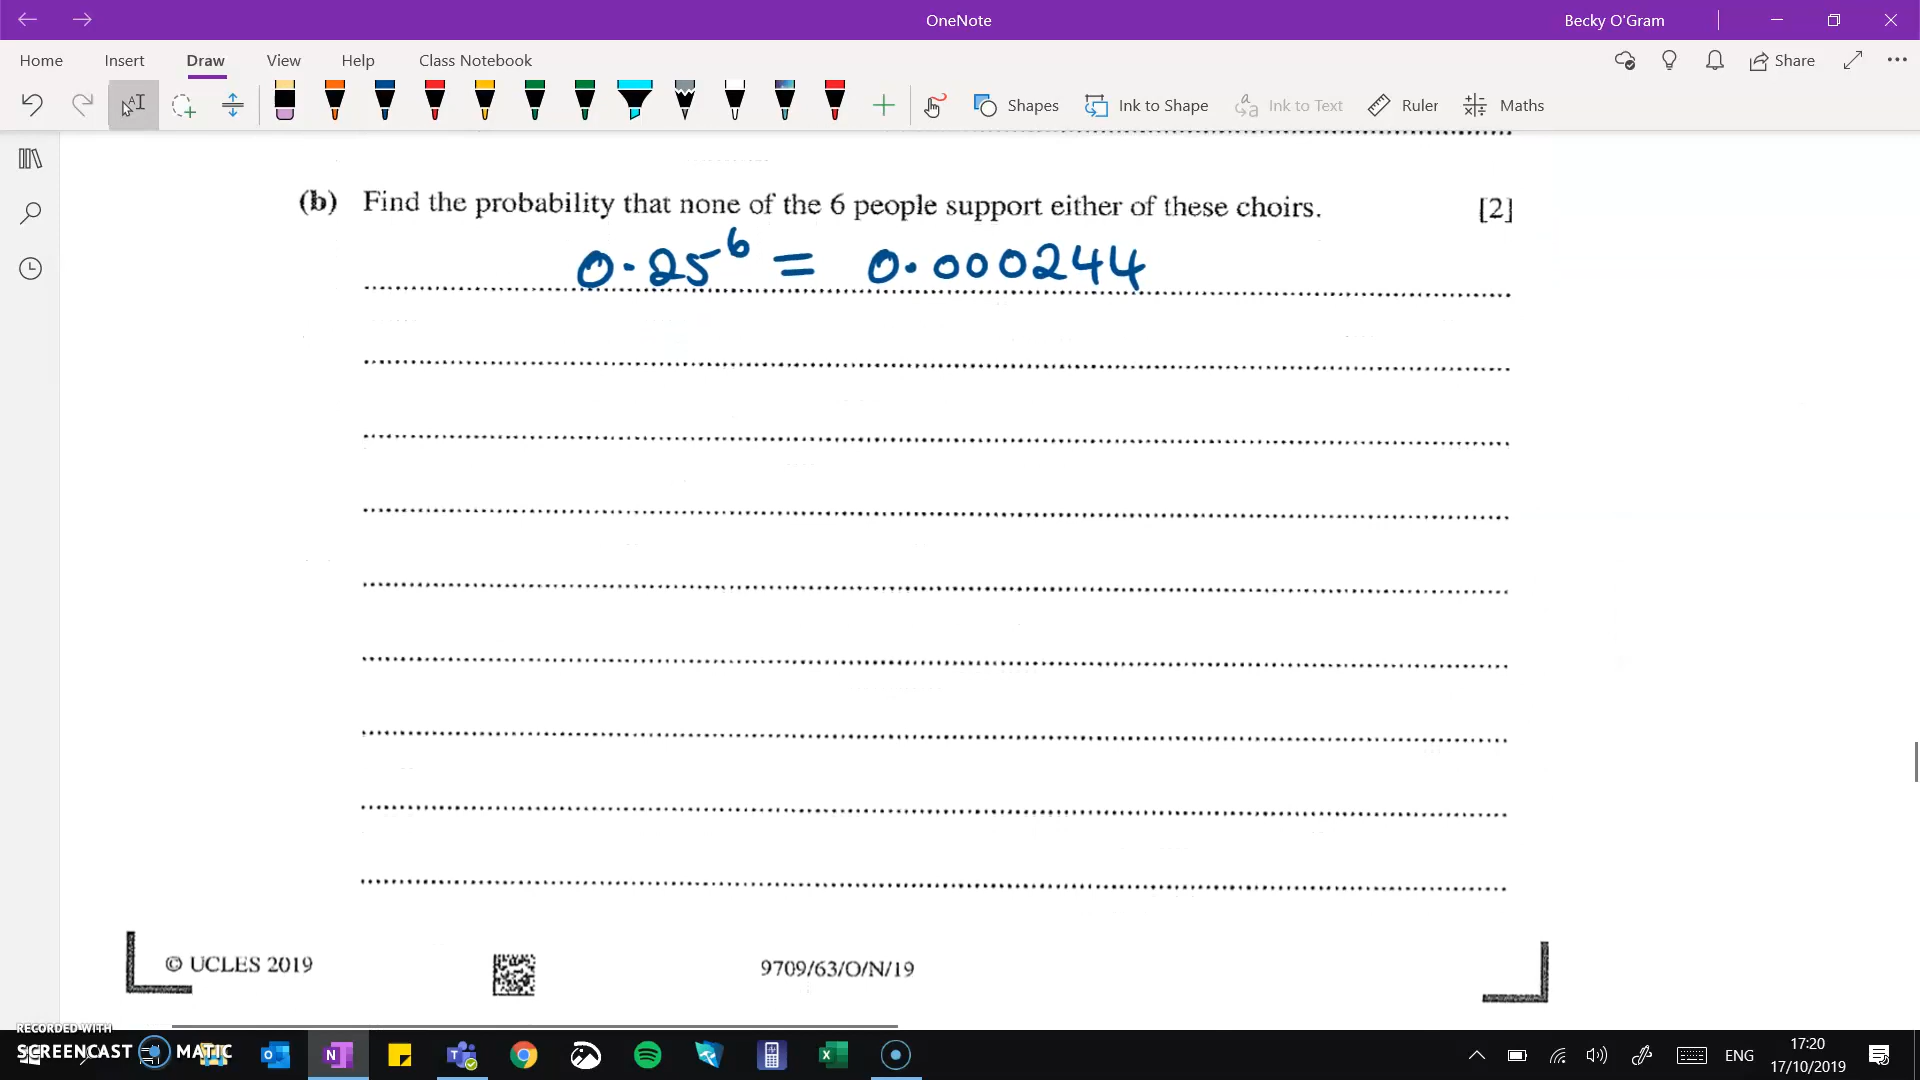 OneNote
Becky O'Gram
Home Insert Draw View Help Class Notebook
Share
Shapes Ink to Shape Ink to Text Ruler Maths
(b) Find the probability that none of the 6 people support either of these choirs. [2]
0.25^6 = 0.000244
© UCLES 2019
9709/63/O/N/19
RECORDED WITH
SCREENCAST MATIC
ENG
17:20
17/10/2019